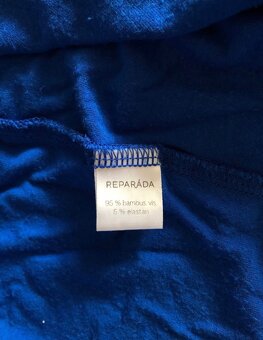 REPARÁDA
95 % bambus. vis.
5 % elastan